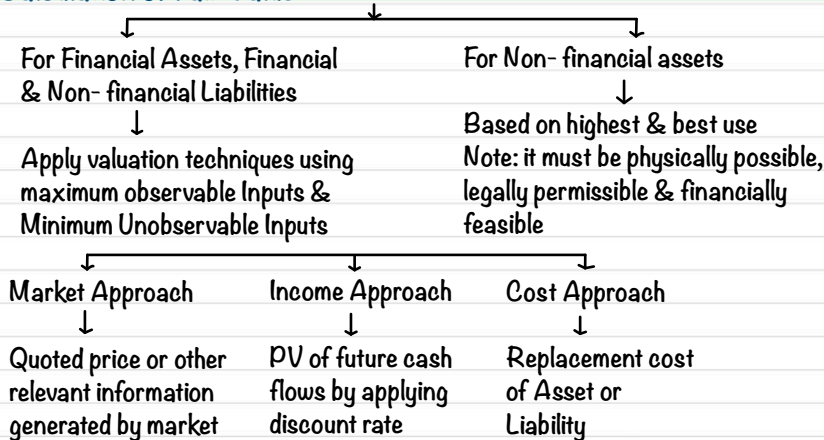 For Financial Assets, Financial
& Non- financial Liabilities
Apply valuation techniques using
maximum observable Inputs &
Minimum Unobservable Inputs
For Non- financial assets
Based on highest & best use
Note: it must be physically possible,
legally permissible & financially
feasible
Market Approach
Quoted price or other
relevant information
generated by market
Income Approach
PV of future cash
flows by applying
discount rate
Cost Approach
Replacement cost
of Asset or
Liability